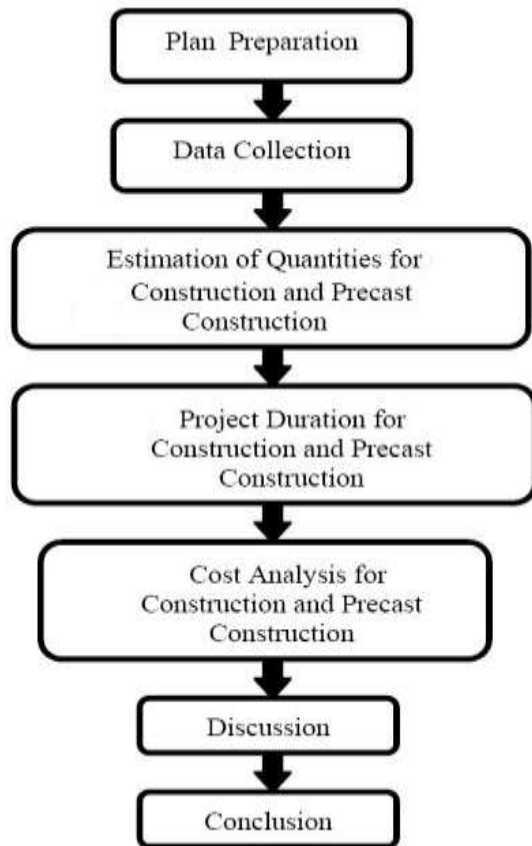 Plan Preparation
Data Collection
Estimation of Quantities for
Construction and Precast
Construction
Project Duration for
Construction and Precast
Construction
Cost Analysis for
Construction and Precast
Construction
Discussion
Conclusion